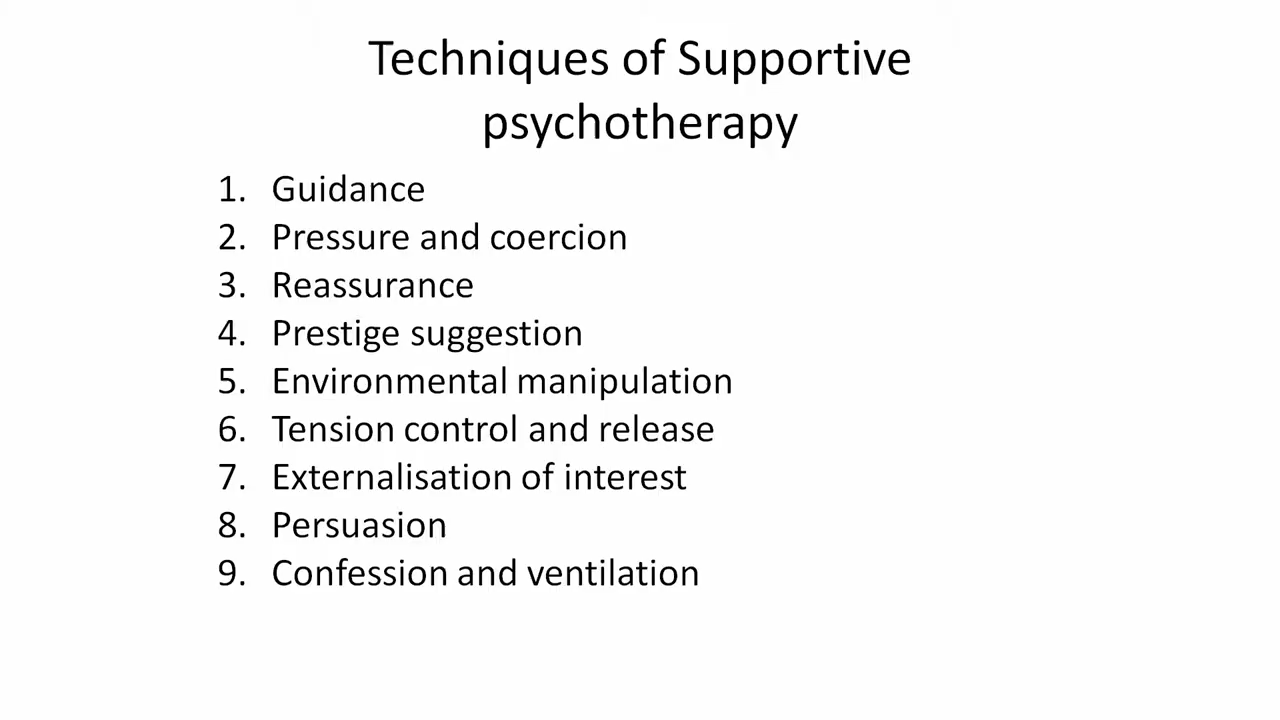 Techniques of Supportive
psychotherapy
1. Guidance
2. Pressure and coercion
3. Reassurance
4. Prestige suggestion
5. Environmental manipulation
6. Tension control and release
7. Externalisation of interest
8. Persuasion
9. Confession and ventilation